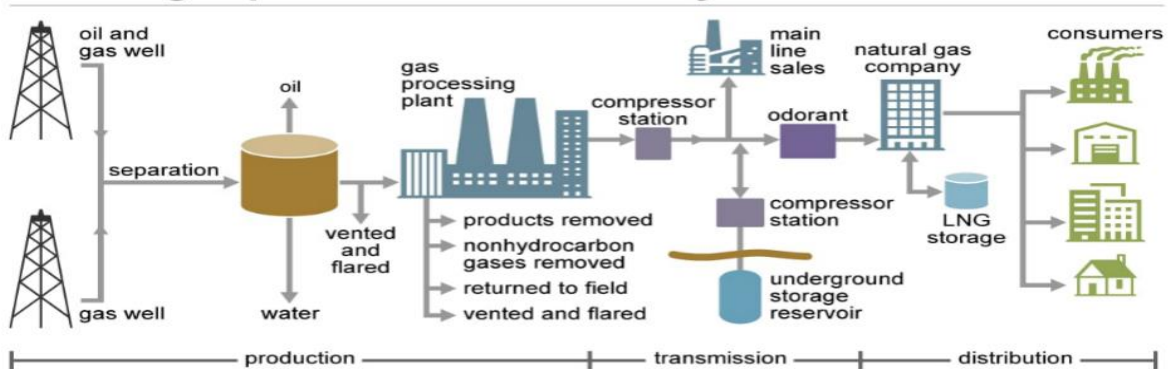 oil and
gas well
separation
gas well
oil
water
vented
and
flared
gas
processing
plant
products removed
nonhydrocarbon
gases removed
returned to field
vented and flared
compressor
station
main
line
sales
odorant
compressor
station
underground
storage
reservoir
natural gas
company
LNG
storage
consumers
production
transmission
distribution